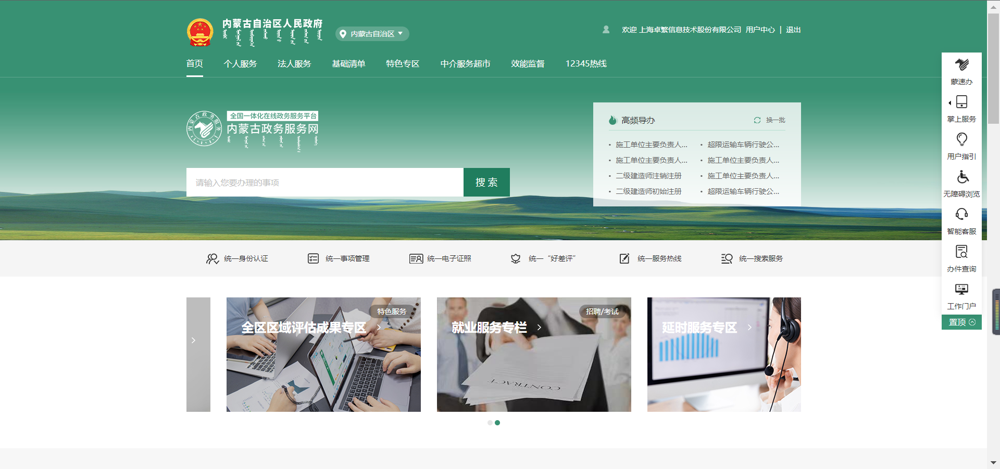 内蒙古自治区人民政府
内蒙古自治区
欢迎 上海卓繁信息技术股份有限公司 用户中心 | 退出
首页 个人服务 法人服务 基础清单 特色专区 中介服务超市 效能监督 12345热线
内蒙古政务服务
全国一体化在线政务服务平台
内蒙古政务服务网
请输入您要办理的事项
搜 索
高频导办 换一批
• 施工单位主要负责人... • 超限运输车辆行驶公...
• 施工单位主要负责人... • 施工单位主要负责人...
• 二级建造师注销注册 • 施工单位主要负责人...
• 二级建造师初始注册 • 超限运输车辆行驶公...
统一身份认证 统一事项管理 统一电子证照 统一“好差评” 统一服务热线 统一搜索服务
特色服务
全区区域评估成果专区
招聘/考试
就业服务专栏
CONTRACT
延时服务专区
蒙速办
掌上服务
用户指引
无障碍浏览
智能客服
办件查询
工作门户
置顶